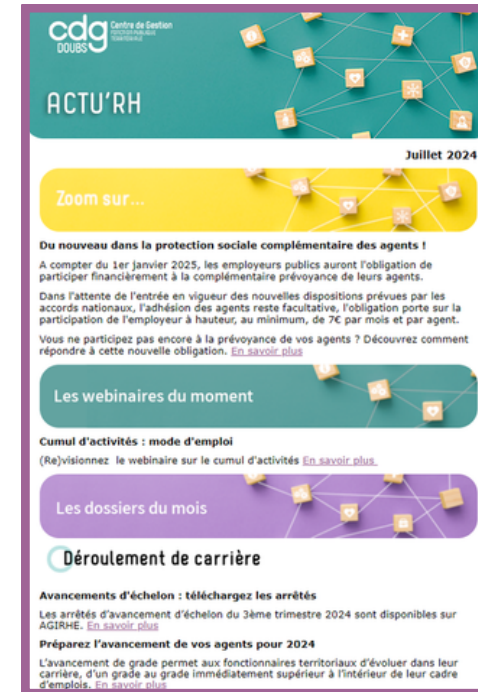 cdg
DOUBS
Centre de Gestion
FONCTION PUBLIQUE
TERRITORIALE
ACTU'RH
Juillet 2024
Zoom sur...
Du nouveau dans la protection sociale complémentaire des agents !
A compter du 1er janvier 2025, les employeurs publics auront l'obligation de
participer financièrement à la complémentaire prévoyance de leurs agents.
Dans l'attente de l'entrée en vigueur des nouvelles dispositions prévues par les
accords nationaux, l'adhésion des agents reste facultative, l'obligation porte sur la
participation de l'employeur à hauteur, au minimum, de 7€ par mois et par agent.
Vous ne participez pas encore à la prévoyance de vos agents ? Découvrez comment
répondre à cette nouvelle obligation. En savoir plus
Les webinaires du moment
Cumul d'activités : mode d'emploi
(Re)visionnez le webinaire sur le cumul d'activités En savoir plus
Les dossiers du mois
Déroulement de carrière
Avancements d'échelon : téléchargez les arrêtés
Les arrêtés d'avancement d'échelon du 3ème trimestre 2024 sont disponibles sur
AGIRHE. En savoir plus
Préparez l'avancement de vos agents pour 2024
L'avancement de grade permet aux fonctionnaires territoriaux d'évoluer dans leur
carrière, d'un grade au grade immédiatement supérieur à l'intérieur de leur cadre
d'emplois. En savoir plus